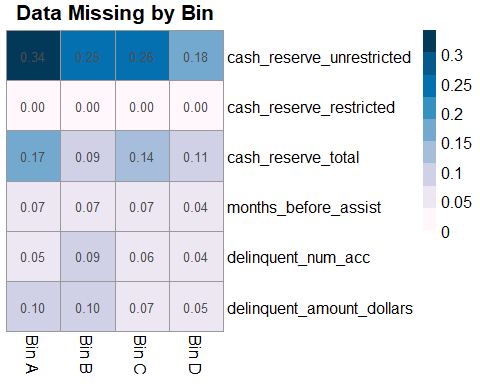 Data Missing by Bin
0.34 0.25 0.26 0.18 cash_reserve_unrestricted
0.00 0.00 0.00 0.00 cash_reserve_restricted
0.17 0.09 0.14 0.11 cash_reserve_total
0.07 0.07 0.07 0.04 months_before_assist
0.05 0.09 0.06 0.04 delinquent_num_acc
0.10 0.10 0.07 0.05 delinquent_amount_dollars
Bin A Bin B Bin C Bin D
0.3
0.25
0.2
0.15
0.1
0.05
0